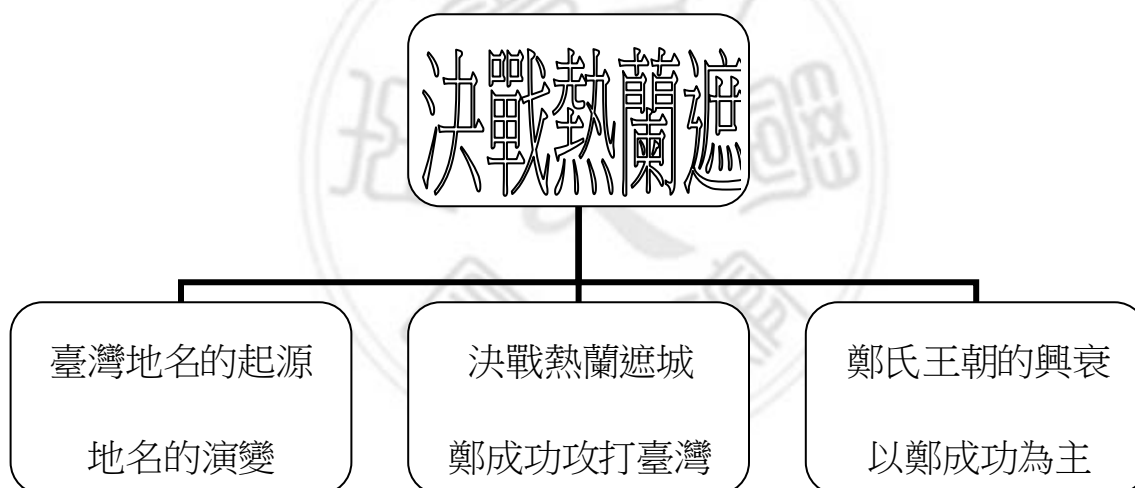 決戰熱蘭遮
臺灣地名的起源
地名的演變
決戰熱蘭遮城
鄭成功攻打臺灣
鄭氏王朝的興衰
以鄭成功為主